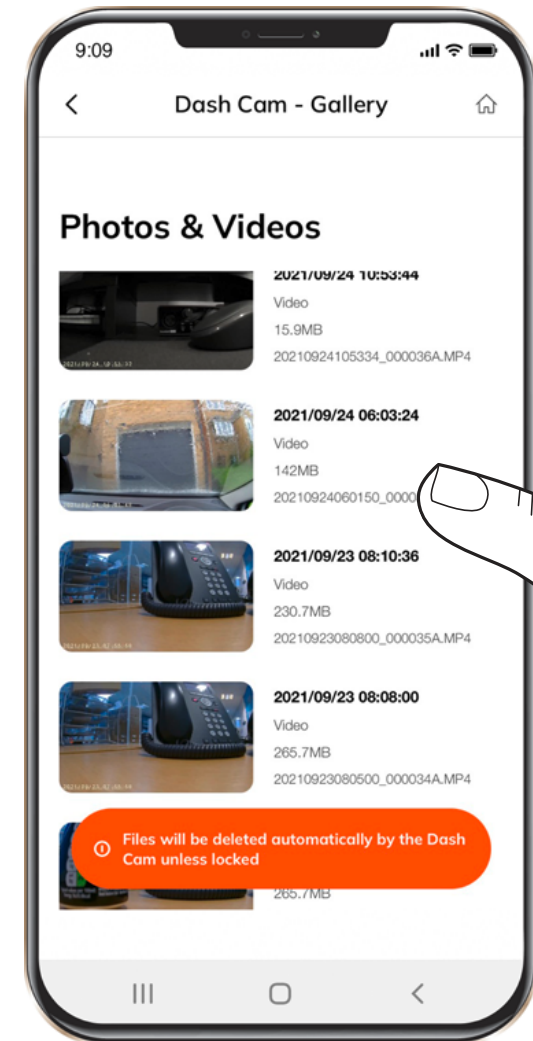 9:09
Dash Cam - Gallery
Photos & Videos
2021/09/24 10:53:44
Video
15.9MB
20210924105334_000036A.MP4
2021/09/24 06:03:24
Video
142MB
20210924060150_0000
2021/09/23 08:10:36
Video
230.7MB
20210923080800_000035A.MP4
2021/09/23 08:08:00
Video
265.7MB
20210923080500_000034A.MP4
Files will be deleted automatically by the Dash
Cam unless locked
265.7MB